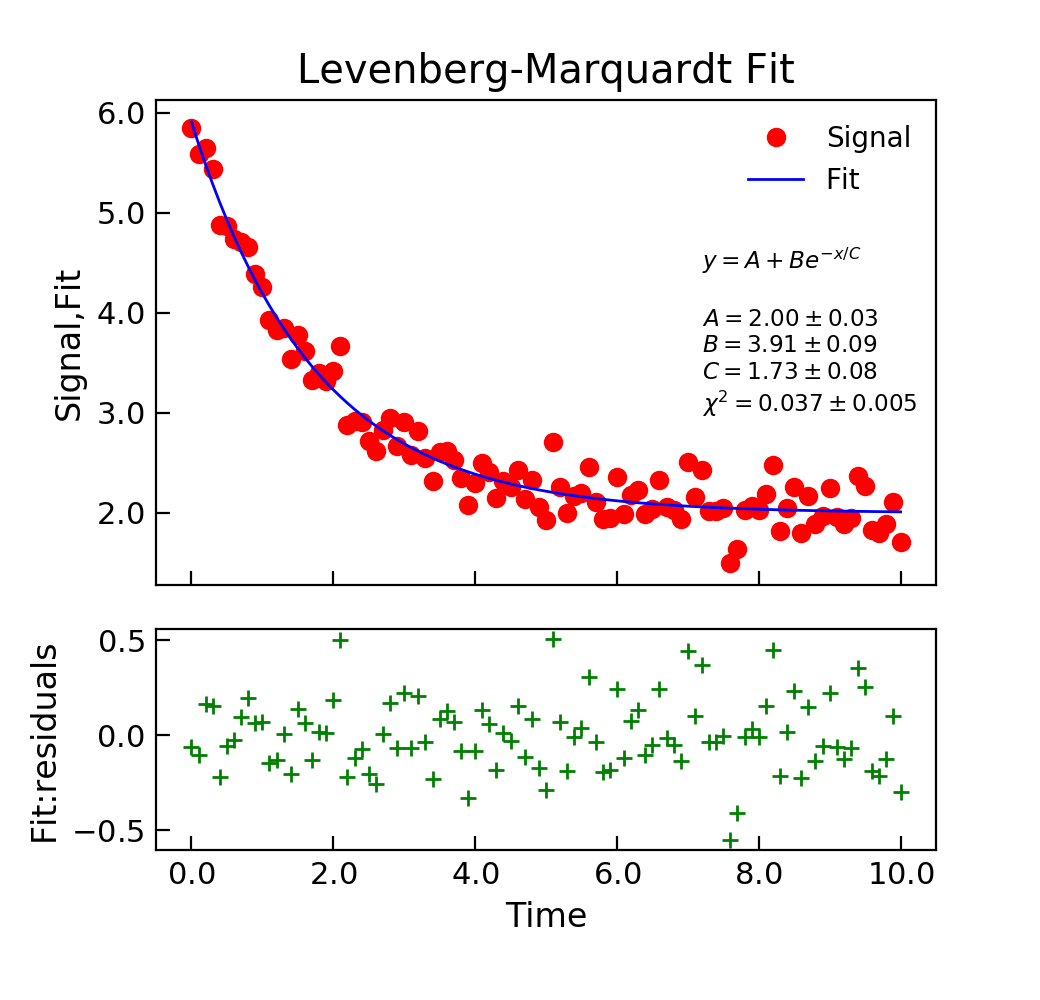 Levenberg-Marquardt Fit
6.0
5.0
4.0
3.0
2.0
Signal,Fit
Signal
Fit
y = A + Be^{−x/C}
A = 2.00 ± 0.03
B = 3.91 ± 0.09
C = 1.73 ± 0.08
χ² = 0.037 ± 0.005
0.5
0.0
−0.5
Fit:residuals
0.0 2.0 4.0 6.0 8.0 10.0
Time